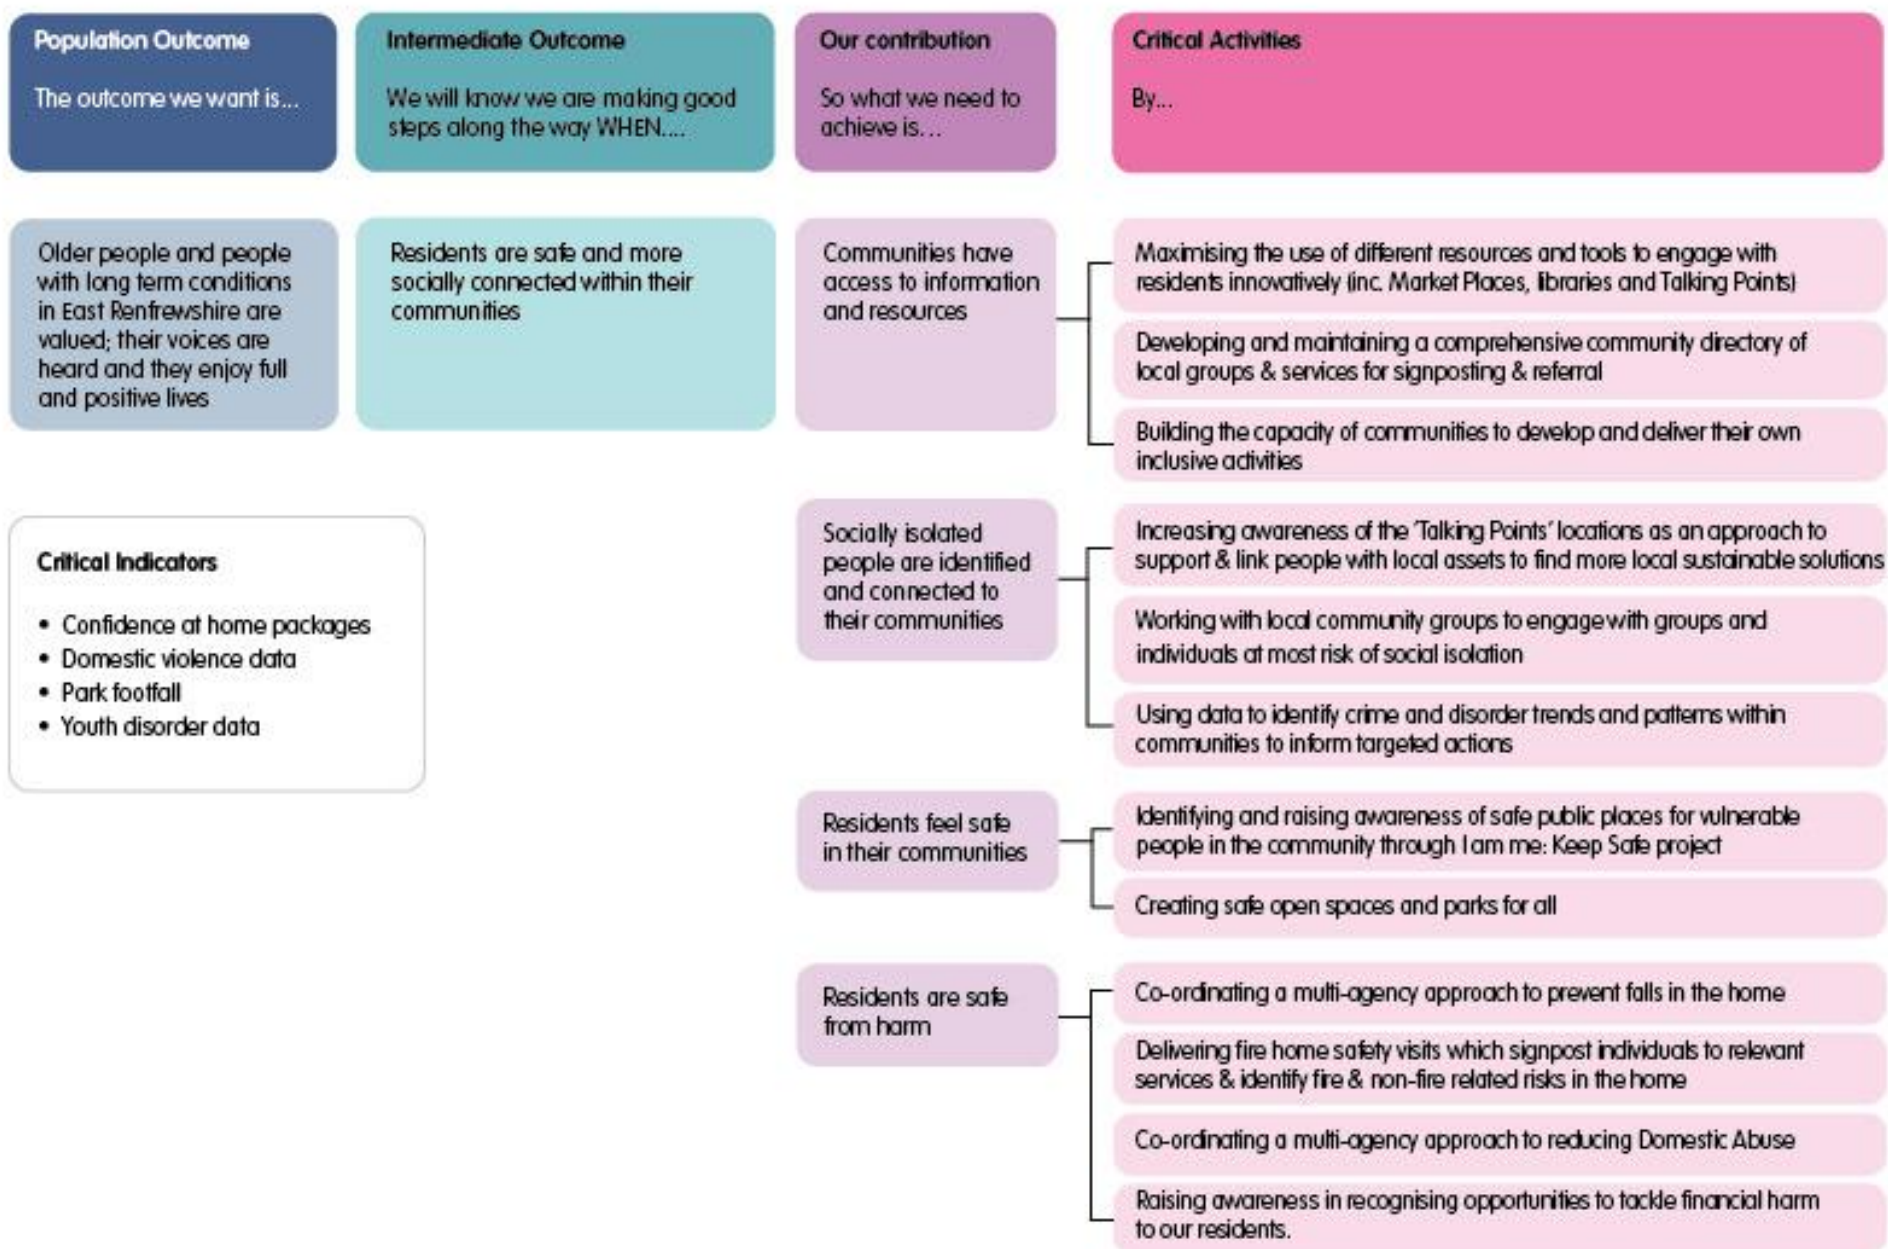 Population Outcome
The outcome we want is...
Intermediate Outcome
We will know we are making good
steps along the way WHEN....
Our contribution
So what we need to
achieve is...
Critical Activities
By...
Older people and people
with long term conditions
in East Renfrewshire are
valued; their voices are
heard and they enjoy full
and positive lives
Residents are safe and more
socially connected within their
communities
Communities have
access to information
and resources
Maximising the use of different resources and tools to engage with
residents innovatively (inc. Market Places, libraries and Talking Points)
Developing and maintaining a comprehensive community directory of
local groups & services for signposting & referral
Building the capacity of communities to develop and deliver their own
inclusive activities
Critical Indicators
• Confidence at home packages
• Domestic violence data
• Park footfall
• Youth disorder data
Socially isolated
people are identified
and connected to
their communities
Increasing awareness of the 'Talking Points' locations as an approach to
support & link people with local assets to find more local sustainable solutions
Working with local community groups to engage with groups and
individuals at most risk of social isolation
Using data to identify crime and disorder trends and patterns within
communities to inform targeted actions
Residents feel safe
in their communities
Identifying and raising awareness of safe public places for vulnerable
people in the community through I am me: Keep Safe project
Creating safe open spaces and parks for all
Residents are safe
from harm
Co-ordinating a multi-agency approach to prevent falls in the home
Delivering fire home safety visits which signpost individuals to relevant
services & identify fire & non-fire related risks in the home
Co-ordinating a multi-agency approach to reducing Domestic Abuse
Raising awareness in recognising opportunities to tackle financial harm
to our residents.